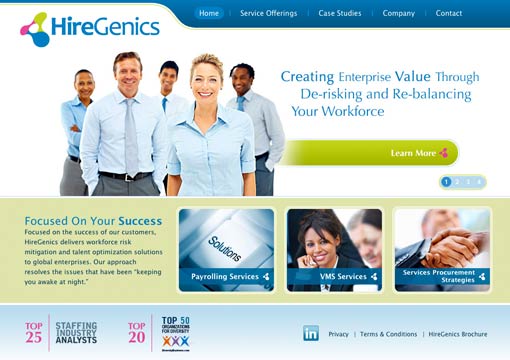 HireGenics
Home
Service Offerings
Case Studies
Company
Contact
Creating Enterprise Value Through
De-risking and Re-balancing
Your Workforce
Learn More
1 2 3 4
Focused On Your Success
Focused on the success of our customers,
HireGenics delivers workforce risk
mitigation and talent optimization solutions
to global enterprises. Our approach
resolves the issues that have been "keeping
you awake at night."
Solutions
Payrolling Services
VMS Services
Services Procurement
Strategies
TOP
25
STAFFING
INDUSTRY
ANALYSTS
TOP
20
TOP 50
ORGANIZATIONS
FOR DIVERSITY
in
Privacy | Terms & Conditions | HireGenics Brochure